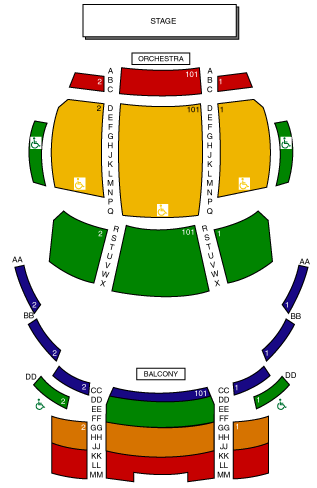 STAGE
ORCHESTRA
A A
B 2 101 1 B
C C
D 2 101 1 D
E E
F F
G G
H H
J J
K K
L L
M M
N N
P P
Q Q
R 2 101 1 R
S S
T T
U U
V V
W W
X X
AA AA
2 1
BB BB
2 1
BALCONY
DD DD
2 2 CC 101 CC 1 1
DD DD
EE EE
FF FF
2 GG GG 1
HH HH
JJ JJ
KK KK
LL LL
MM MM